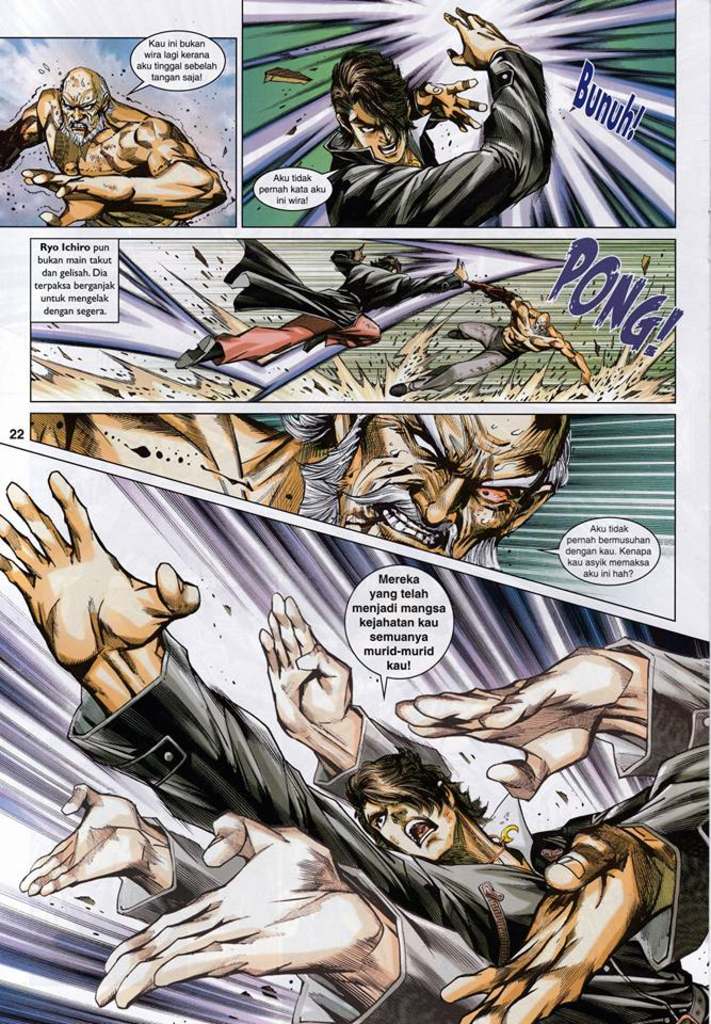 Kau ini bukan
wira lagi kerana
aku tinggal sebelah
tangan saja!
Aku tidak
pernah kata aku
ini wira!
Bunuh!
Ryo Ichiro pun
bukan main takut
dan gelisah. Dia
terpaksa berganjak
untuk mengelak
dengan segera.
PONG!
22
Aku tidak
pernah bermusuhan
dengan kau. Kenapa
kau asyik memaksa
aku ini hah?
Mereka
yang telah
menjadi mangsa
kejahatan kau
semuanya
murid-murid
kau!